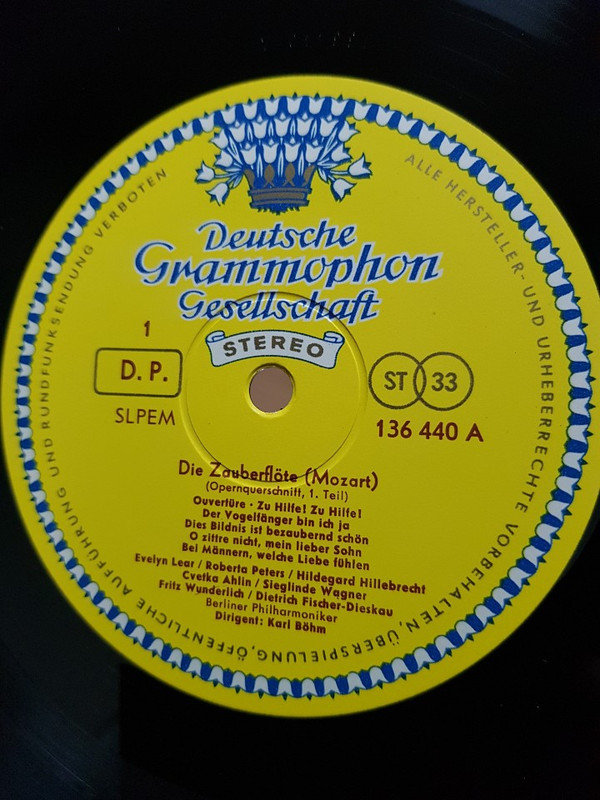 Deutsche
Grammophon
Gesellschaft
STEREO
1
D. P.
SLPEM
ST 33
136 440 A
Die Zauberflöte (Mozart)
(Opernquerschnitt, 1. Teil)
Ouvertüre · Zu Hilfe! Zu Hilfe!
Der Vogelfänger bin ich ja
Dies Bildnis ist bezaubernd schön
O zittre nicht, mein lieber Sohn
Bei Männern, welche Liebe fühlen
Evelyn Lear / Roberta Peters / Hildegard Hillebrecht
Cvetka Ahlin / Sieglinde Wagner
Fritz Wunderlich / Dietrich Fischer-Dieskau
Berliner Philharmoniker
Dirigent: Karl Böhm
ALLE HERSTELLER- UND URHEBERRECHTE VORBEHALTEN, ÜBERSPIELUNG, ÖFFENTLICHE AUFFÜHRUNG UND RUNDFUNKSENDUNG VERBOTEN